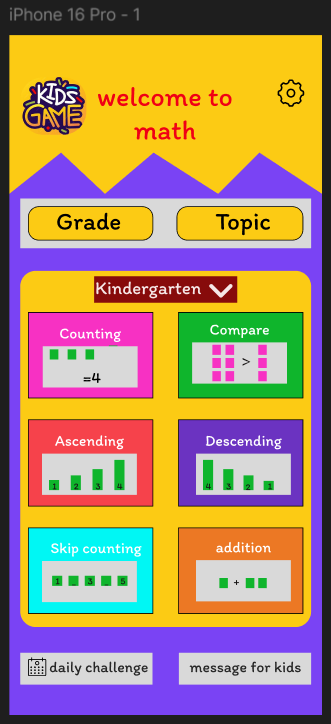 iPhone 16 Pro - 1
KIDS
GAME
welcome to
math
Grade
Topic
Kindergarten
Counting
=4
Compare
>
Ascending
1 2 3 4
Descending
4 3 2 1
Skip counting
1 _ 3 _ 5
addition
+
daily challenge
message for kids